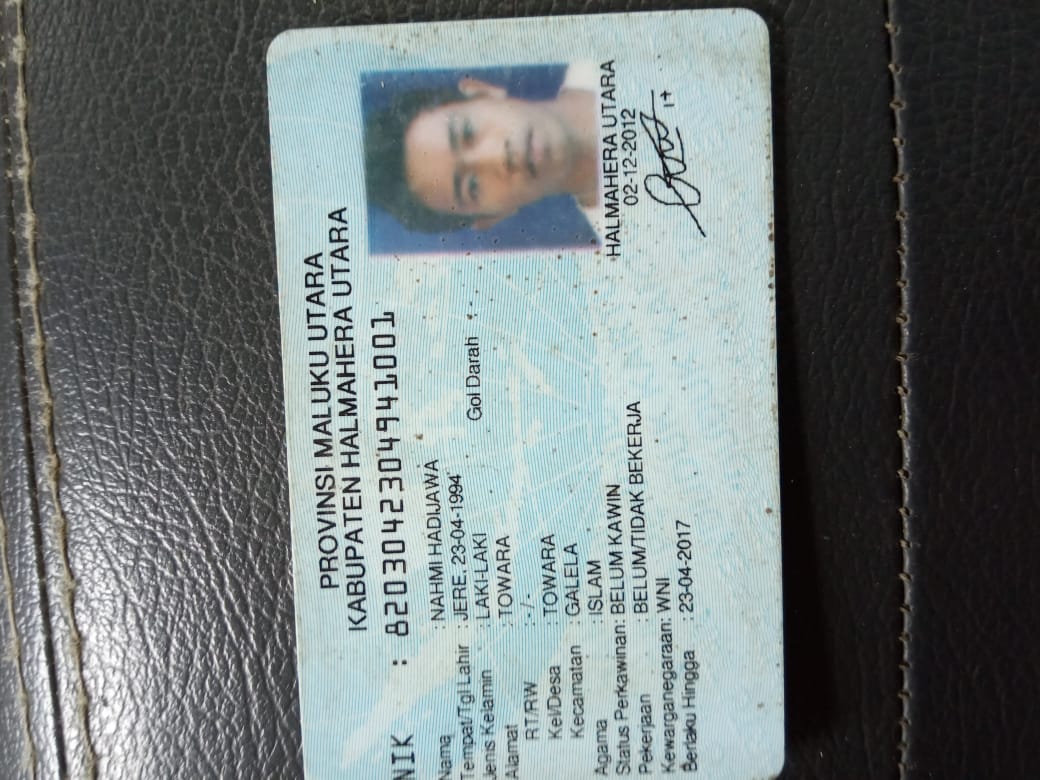 PROVINSI MALUKU UTARA
KABUPATEN HALMAHERA UTARA
NIK : 8203042304941001
Nama : NAHMI HADIJAWA
Tempat/Tgl Lahir : JERE. 23-04-1994
Jenis Kelamin : LAKI-LAKI Gol Darah : -
Alamat : TOWARA
RT/RW : -/-
Kel/Desa : TOWARA
Kecamatan : GALELA
Agama : ISLAM
Status Perkawinan: BELUM KAWIN
Pekerjaan : BELUM/TIDAK BEKERJA
Kewarganegaraan: WNI
Berlaku Hingga : 23-04-2017
HALMAHERA UTARA
02-12-2012